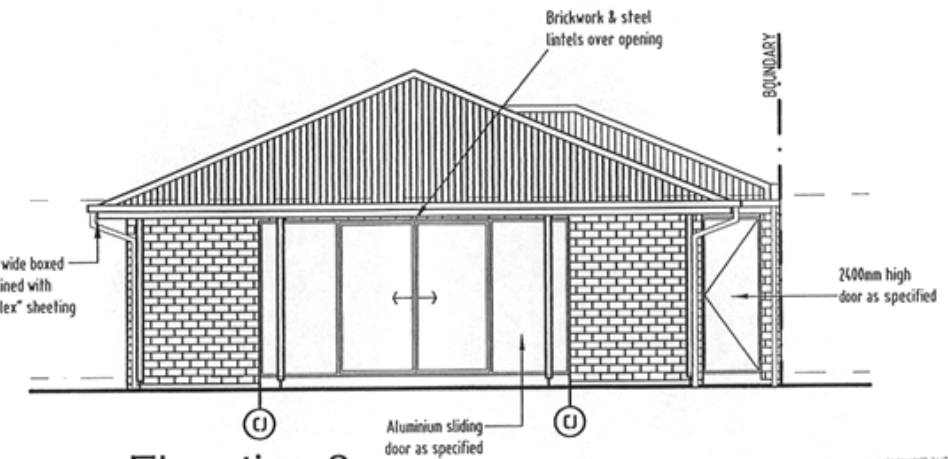 Brickwork & steel
lintels over opening
BOUNDARY
wide boxed
ined with
lex" sheeting
2400mm high
door as specified
CJ
CJ
Aluminium sliding
door as specified